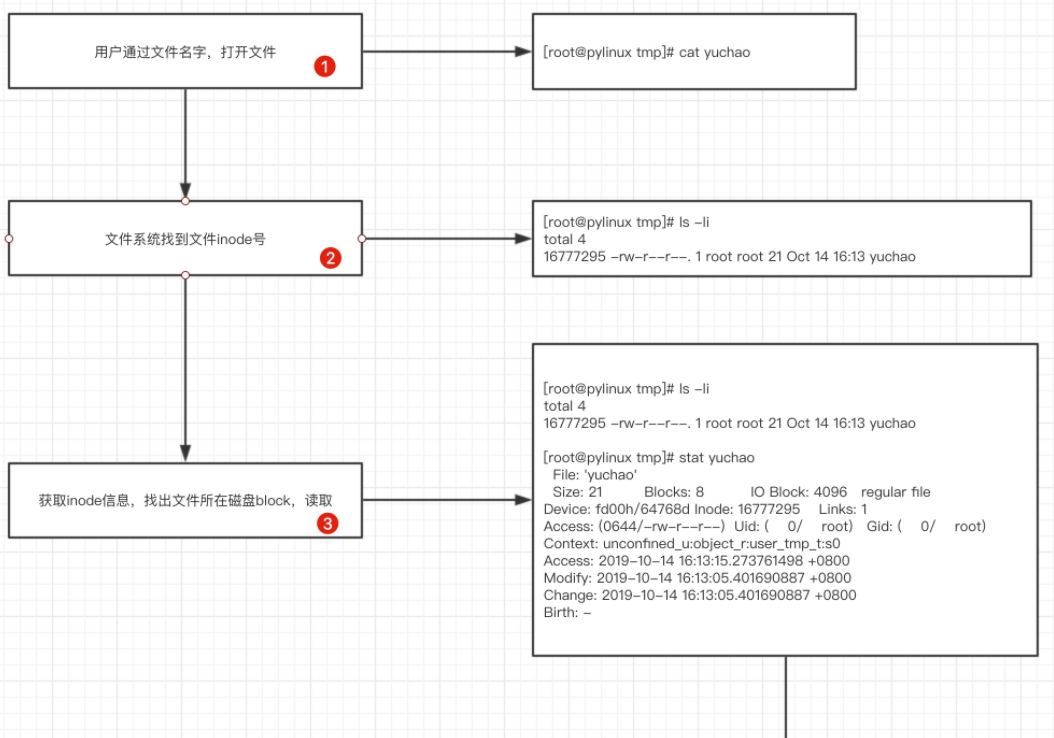 用户通过文件名字，打开文件
1
[root@pylinux tmp]# cat yuchao
文件系统找到文件inode号
2
[root@pylinux tmp]# ls -li
total 4
16777295 -rw-r--r--. 1 root root 21 Oct 14 16:13 yuchao
获取inode信息，找出文件所在磁盘block，读取
3
[root@pylinux tmp]# ls -li
total 4
16777295 -rw-r--r--. 1 root root 21 Oct 14 16:13 yuchao
[root@pylinux tmp]# stat yuchao
File: 'yuchao'
Size: 21 Blocks: 8 IO Block: 4096 regular file
Device: fd00h/64768d Inode: 16777295 Links: 1
Access: (0644/-rw-r--r--) Uid: ( 0/ root) Gid: ( 0/ root)
Context: unconfined_u:object_r:user_tmp_t:s0
Access: 2019-10-14 16:13:15.273761498 +0800
Modify: 2019-10-14 16:13:05.401690887 +0800
Change: 2019-10-14 16:13:05.401690887 +0800
Birth: -